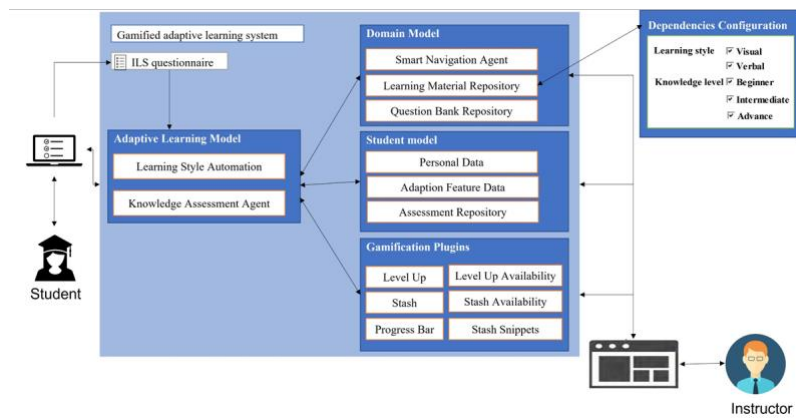 Gamified adaptive learning system
ILS questionnaire
Adaptive Learning Model
Learning Style Automation
Knowledge Assessment Agent
Student
Domain Model
Smart Navigation Agent
Learning Material Repository
Question Bank Repository
Student model
Personal Data
Adaption Feature Data
Assessment Repository
Gamification Plugins
Level Up
Level Up Availability
Stash
Stash Availability
Progress Bar
Stash Snippets
Dependencies Configuration
Learning style
Visual
Verbal
Knowledge level
Beginner
Intermediate
Advance
Instructor